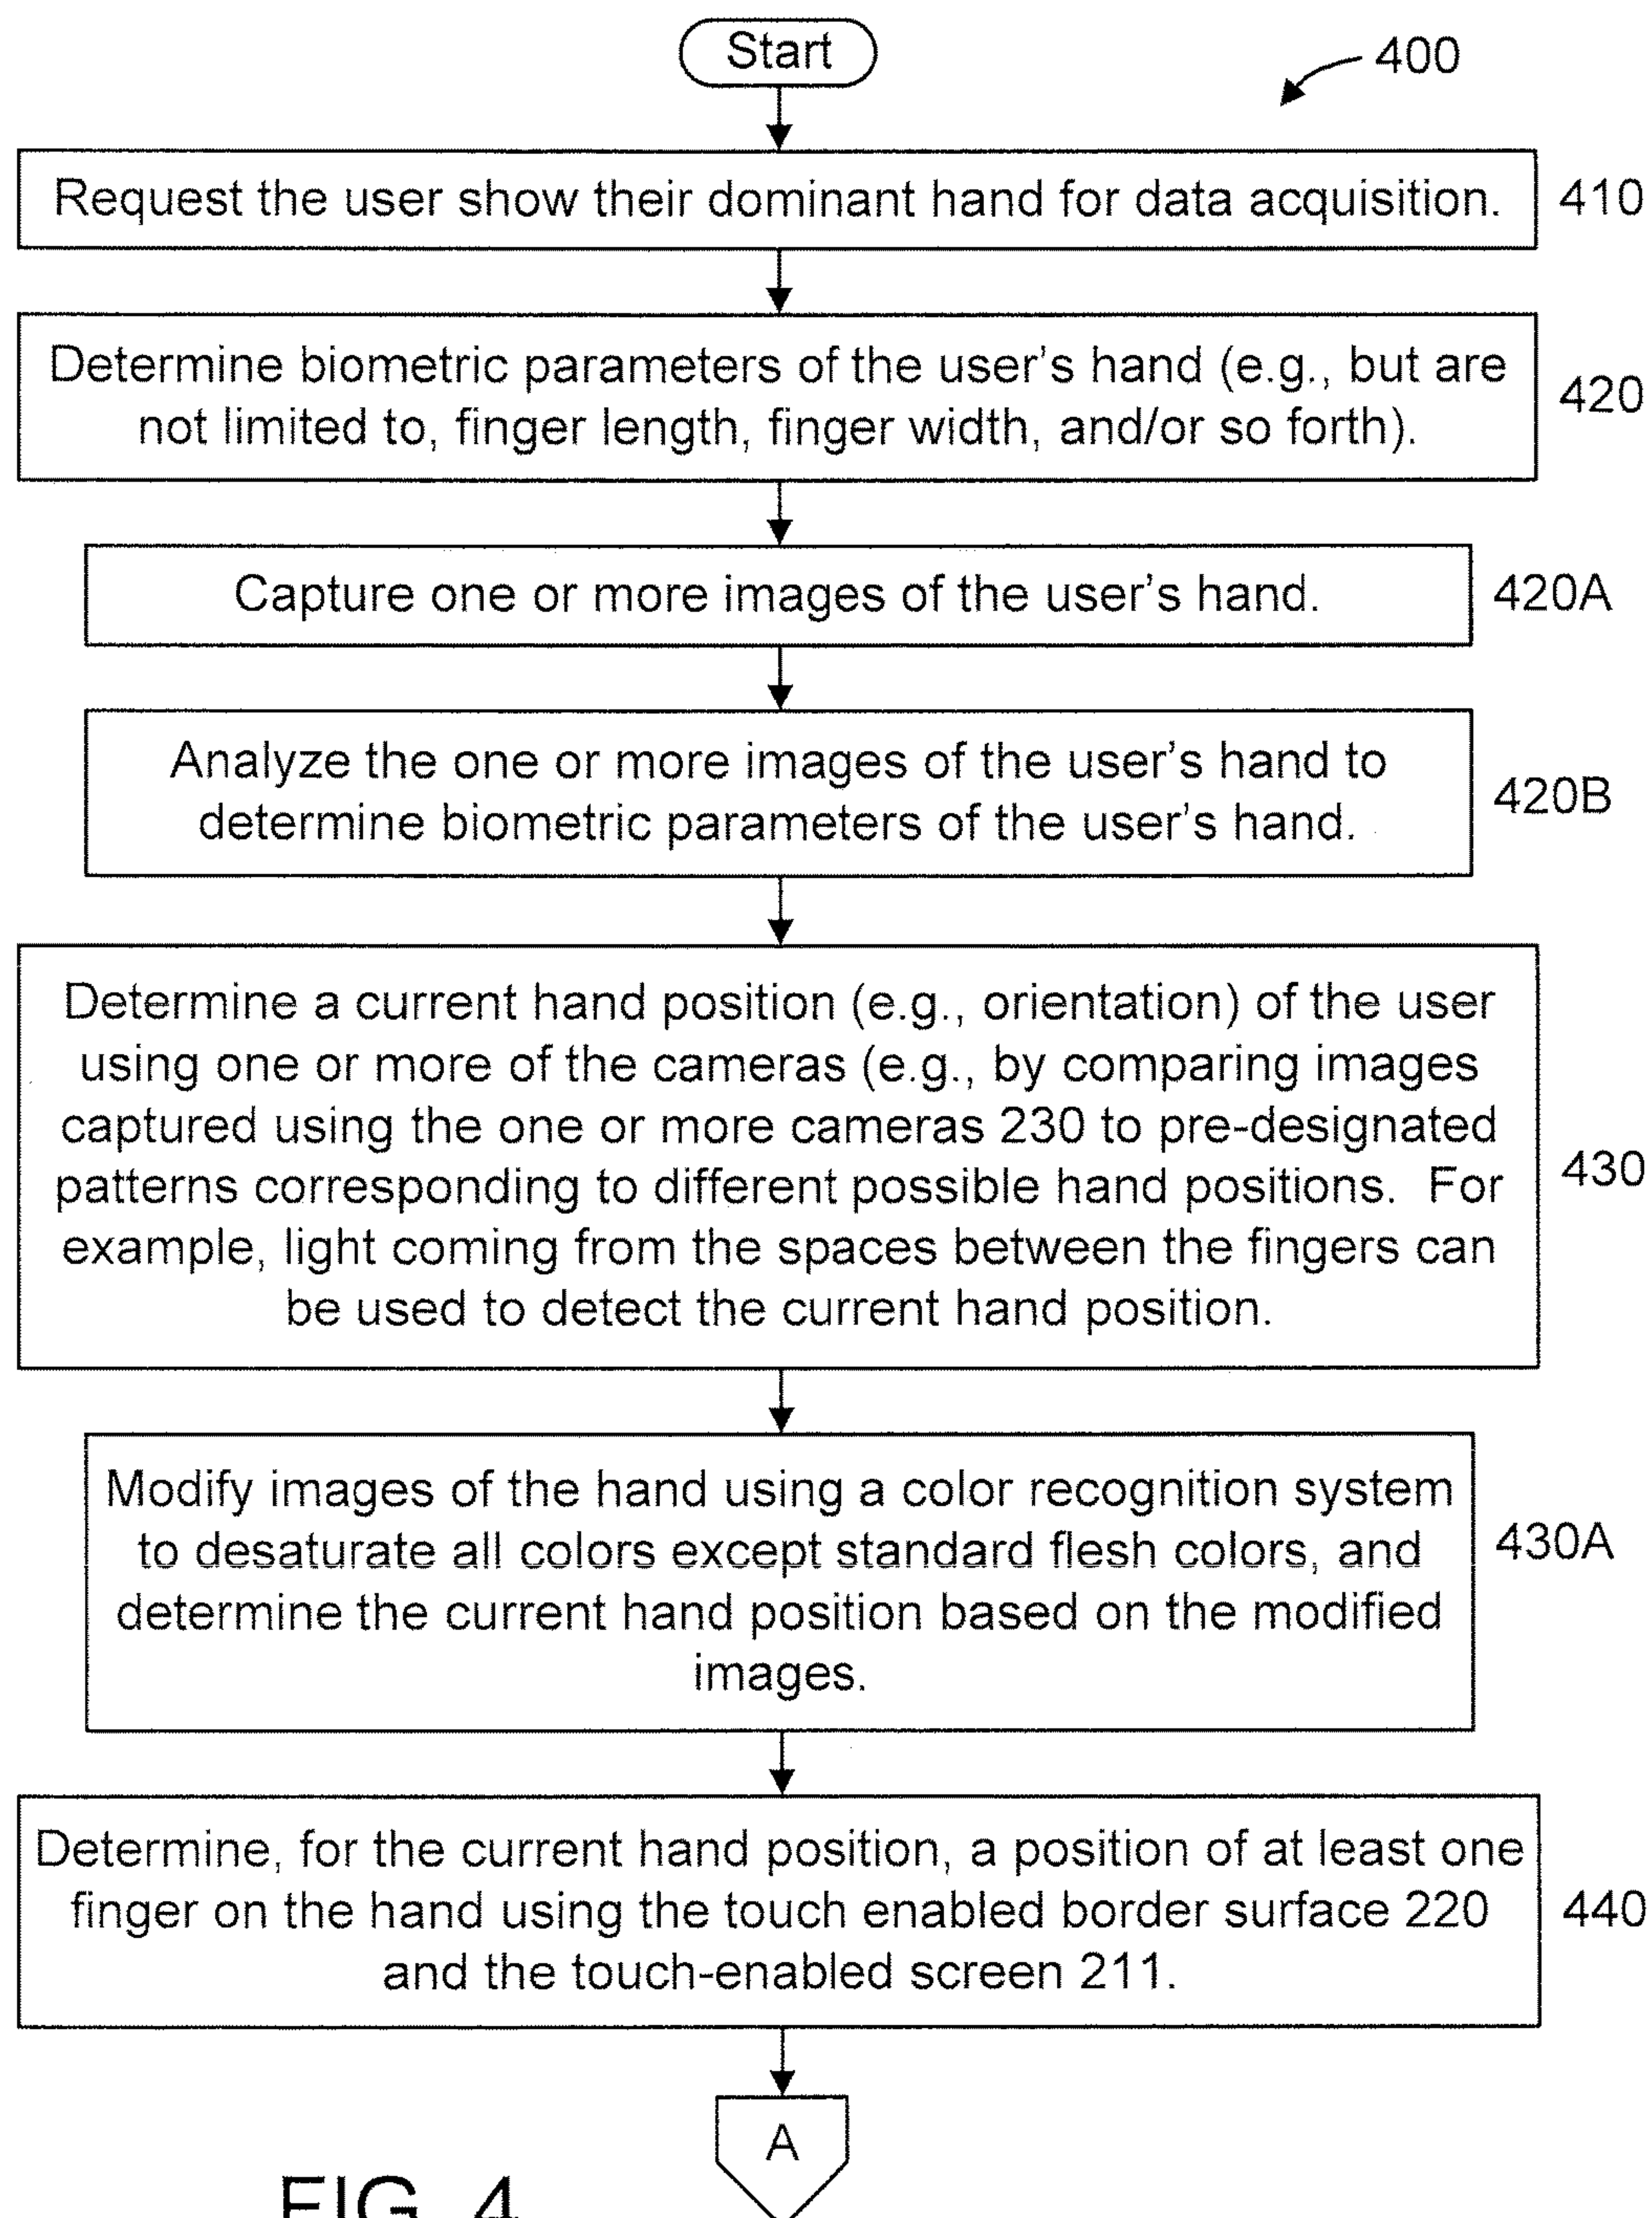 Start
400
Request the user show their dominant hand for data acquisition.
410
Determine biometric parameters of the user's hand (e.g., but are
not limited to, finger length, finger width, and/or so forth).
420
Capture one or more images of the user's hand.
420A
Analyze the one or more images of the user's hand to
determine biometric parameters of the user's hand.
420B
Determine a current hand position (e.g., orientation) of the user
using one or more of the cameras (e.g., by comparing images
captured using the one or more cameras 230 to pre-designated
patterns corresponding to different possible hand positions. For
example, light coming from the spaces between the fingers can
be used to detect the current hand position.
430
Modify images of the hand using a color recognition system
to desaturate all colors except standard flesh colors, and
determine the current hand position based on the modified
images.
430A
Determine, for the current hand position, a position of at least one
finger on the hand using the touch enabled border surface 220
and the touch-enabled screen 211.
440
A
FIG. 4